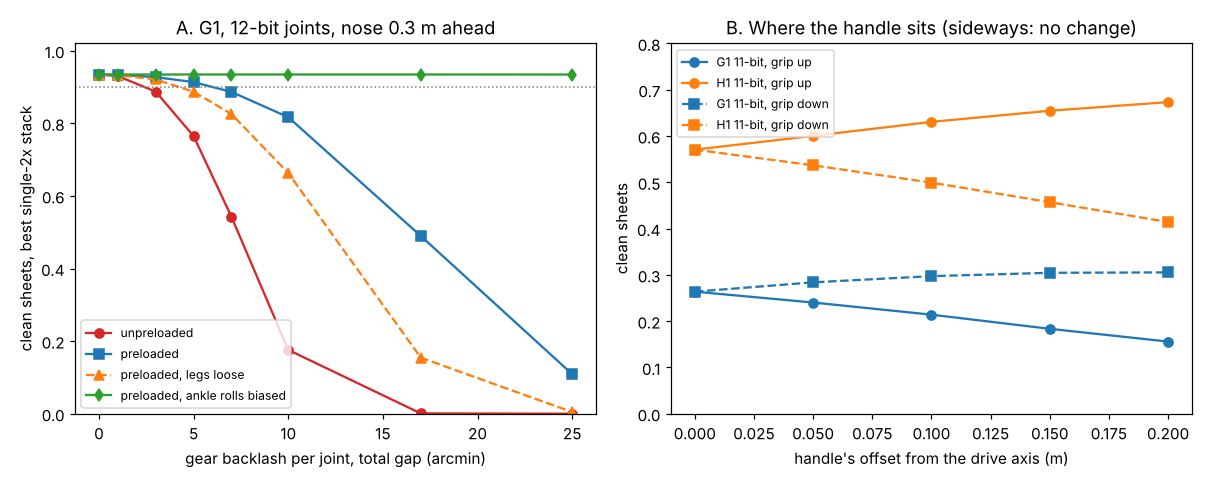 A. G1, 12-bit joints, nose 0.3 m ahead
clean sheets, best single-2x stack
1.0
0.8
0.6
0.4
0.2
0.0
unpreloaded
preloaded
preloaded, legs loose
preloaded, ankle rolls biased
0
5
10
15
20
25
gear backlash per joint, total gap (arcmin)
B. Where the handle sits (sideways: no change)
clean sheets
0.8
0.7
0.6
0.5
0.4
0.3
0.2
0.1
0.0
G1 11-bit, grip up
H1 11-bit, grip up
G1 11-bit, grip down
H1 11-bit, grip down
0.000
0.025
0.050
0.075
0.100
0.125
0.150
0.175
0.200
handle's offset from the drive axis (m)